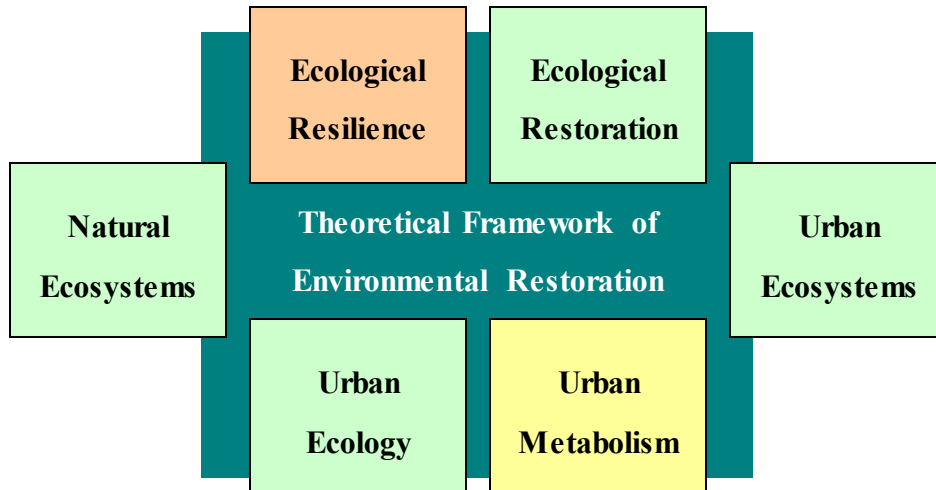 Ecological
Resilience
Ecological
Restoration
Natural
Ecosystems
Theoretical Framework of
Environmental Restoration
Urban
Ecosystems
Urban
Ecology
Urban
Metabolism